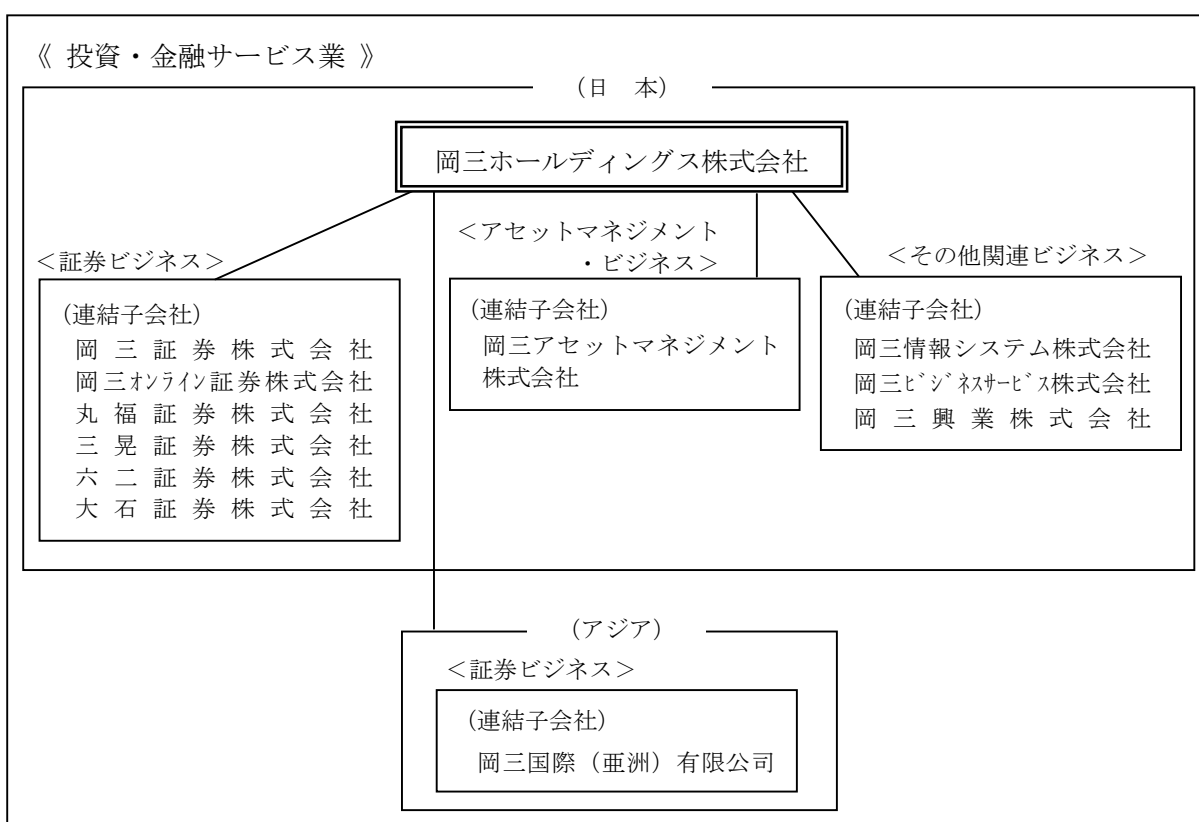 《 投資・金融サービス業 》
(日 本)
岡三ホールディングス株式会社
＜証券ビジネス＞
(連結子会社)
岡三証券株式会社
岡三ｵﾝﾗｲﾝ証券株式会社
丸福証券株式会社
三晃証券株式会社
六二証券株式会社
大石証券株式会社
＜アセットマネジメント
・ビジネス＞
(連結子会社)
岡三アセットマネジメント
株式会社
＜その他関連ビジネス＞
(連結子会社)
岡三情報システム株式会社
岡三ﾋﾞｼﾞﾈｽｻｰﾋﾞｽ株式会社
岡三興業株式会社
(アジア)
＜証券ビジネス＞
(連結子会社)
岡三国際（亜洲）有限公司